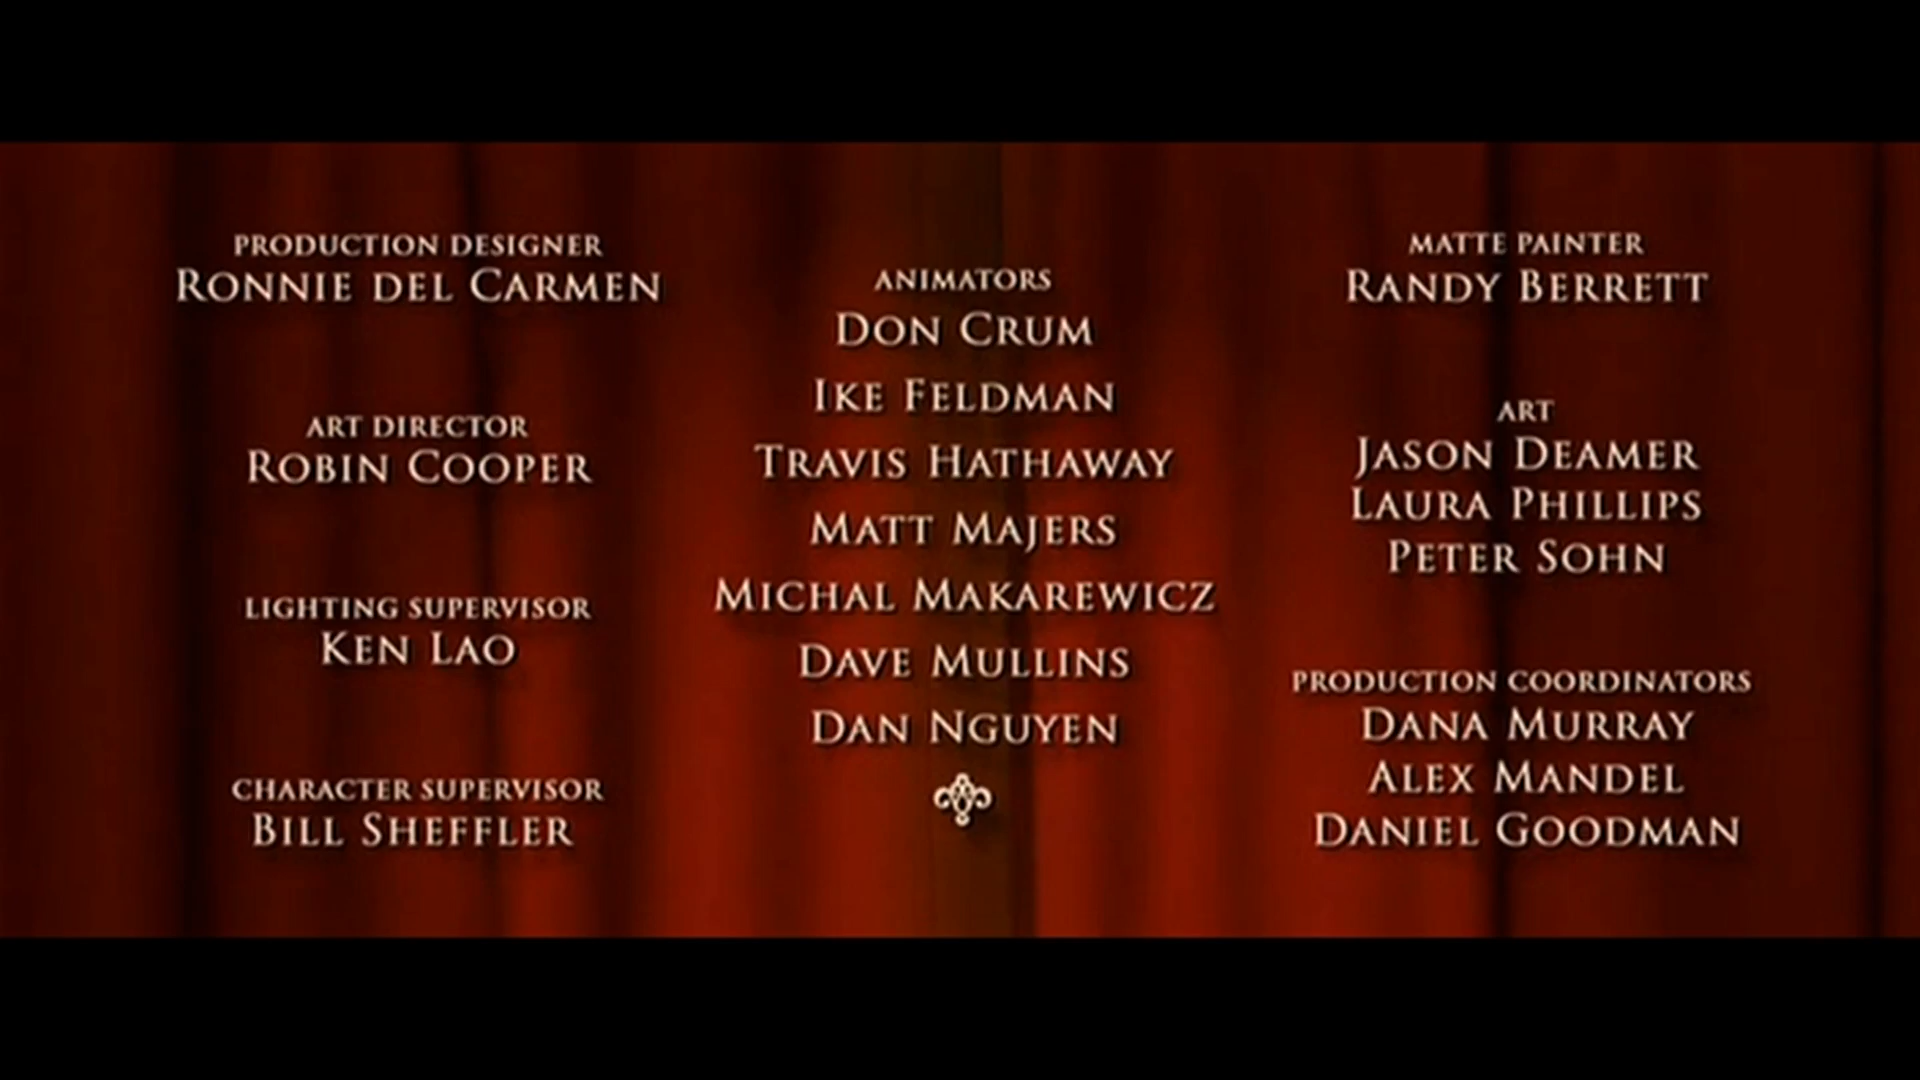 PRODUCTION DESIGNER
RONNIE DEL CARMEN
ART DIRECTOR
ROBIN COOPER
LIGHTING SUPERVISOR
KEN LAO
CHARACTER SUPERVISOR
BILL SHEFFLER
ANIMATORS
DON CRUM
IKE FELDMAN
TRAVIS HATHAWAY
MATT MAJERS
MICHAL MAKAREWICZ
DAVE MULLINS
DAN NGUYEN
MATTE PAINTER
RANDY BERRETT
ART
JASON DEAMER
LAURA PHILLIPS
PETER SOHN
PRODUCTION COORDINATORS
DANA MURRAY
ALEX MANDEL
DANIEL GOODMAN